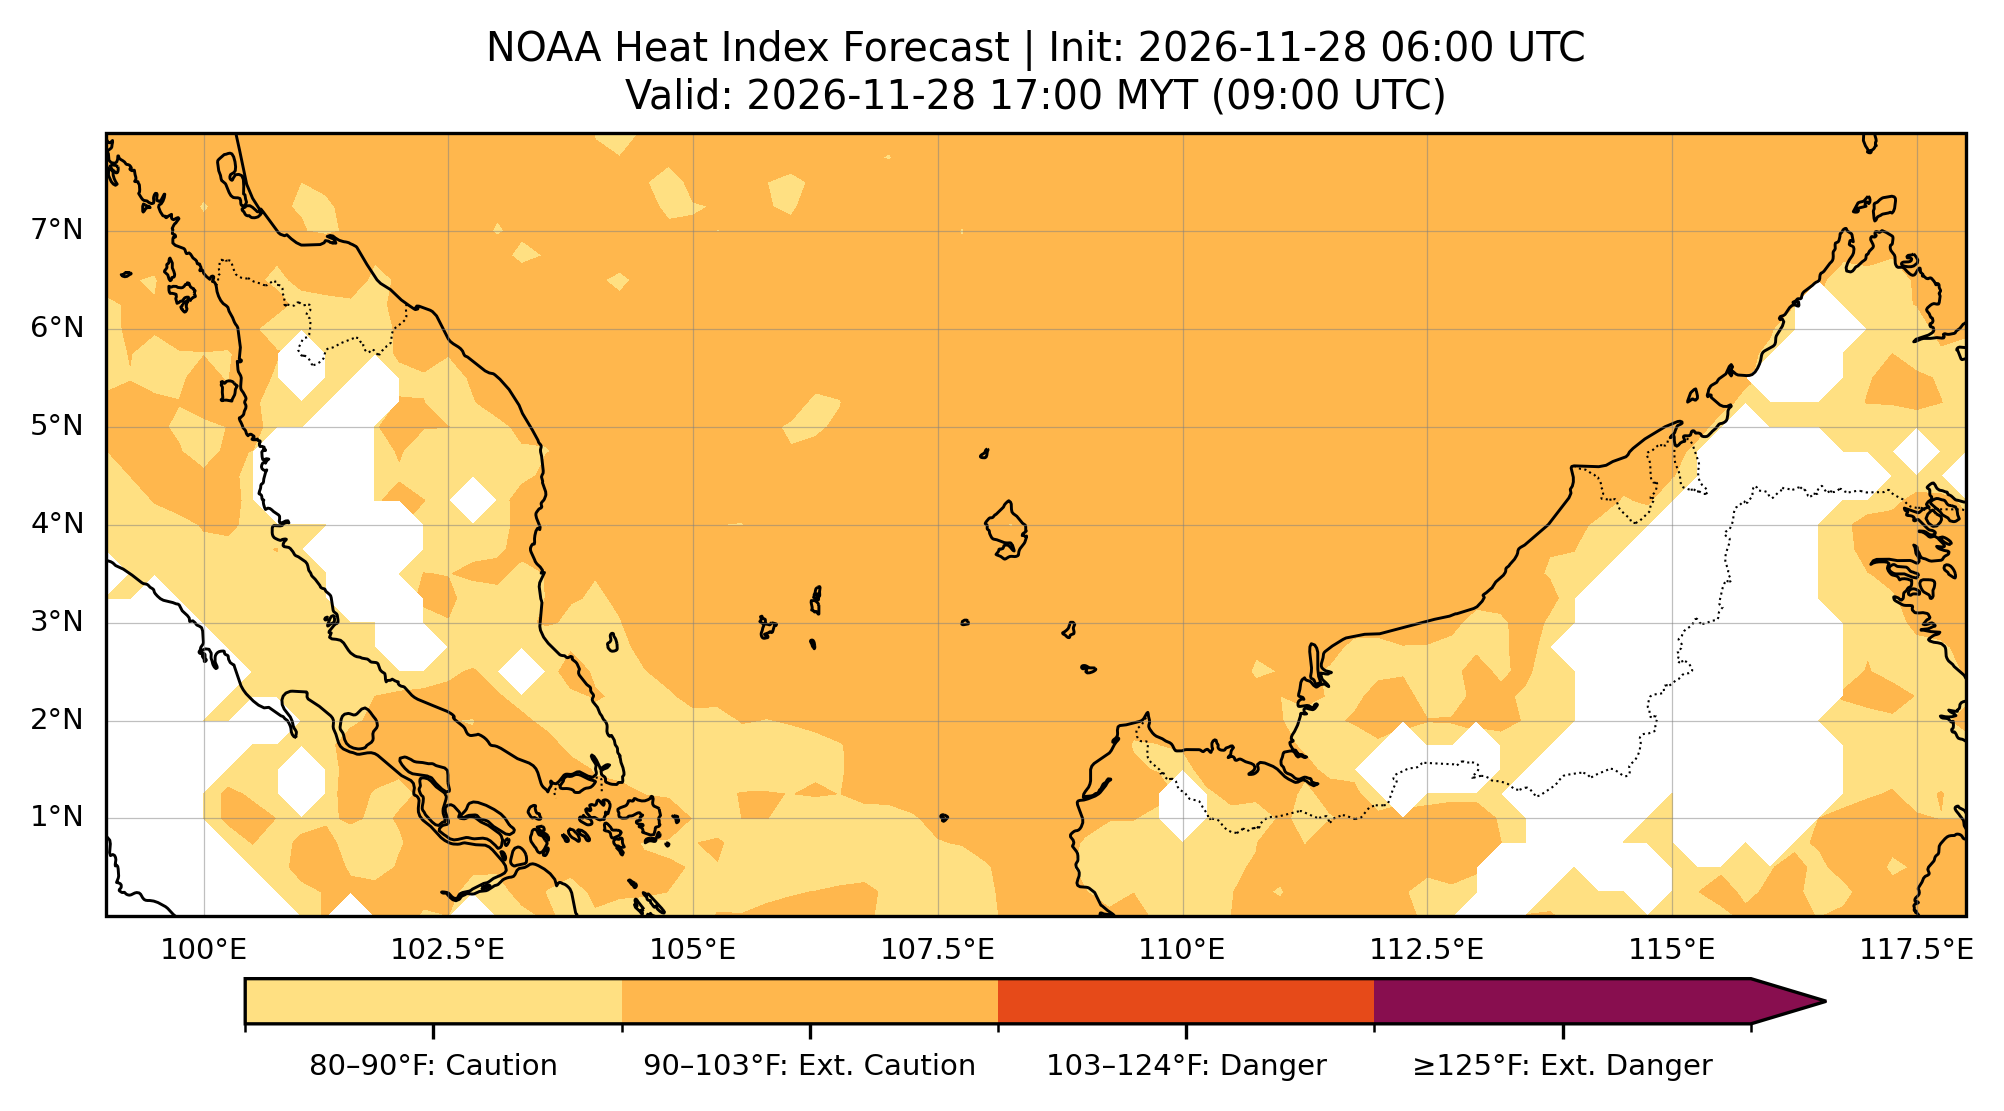 NOAA Heat Index Forecast | Init: 2026-11-28 06:00 UTC
Valid: 2026-11-28 17:00 MYT (09:00 UTC)
7°N
6°N
5°N
4°N
3°N
2°N
1°N
100°E 102.5°E 105°E 107.5°E 110°E 112.5°E 115°E 117.5°E
80–90°F: Caution 90–103°F: Ext. Caution 103–124°F: Danger ≥125°F: Ext. Danger